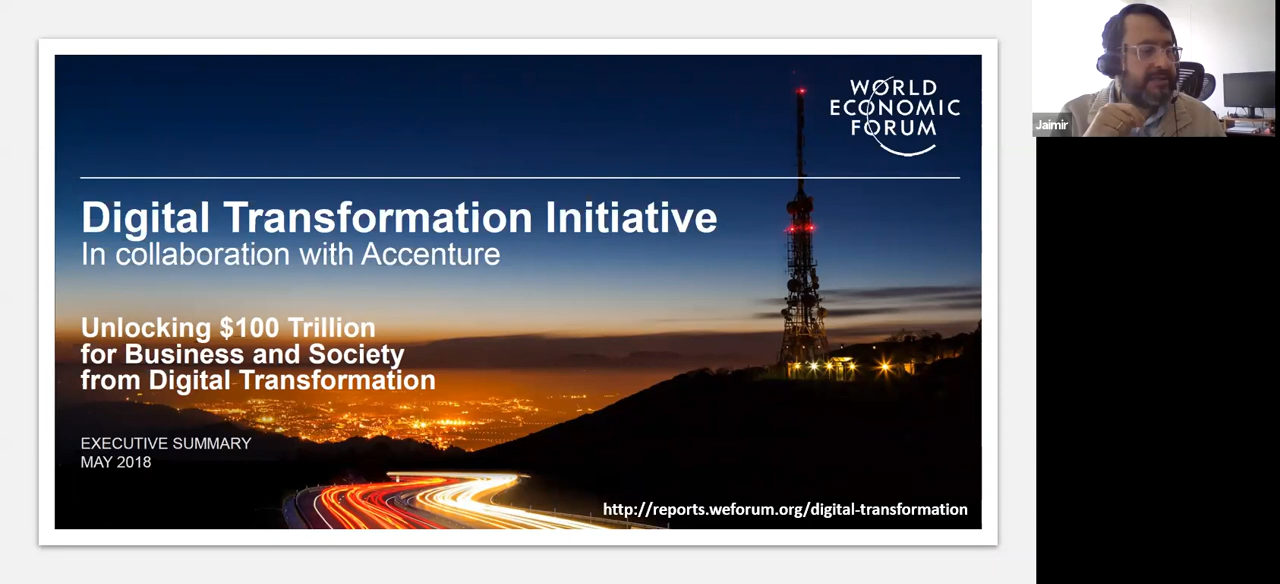 WORLD
ECONOMIC
FORUM
Digital Transformation Initiative
In collaboration with Accenture
Unlocking $100 Trillion
for Business and Society
from Digital Transformation
EXECUTIVE SUMMARY
MAY 2018
http://reports.weforum.org/digital-transformation
Jaimir